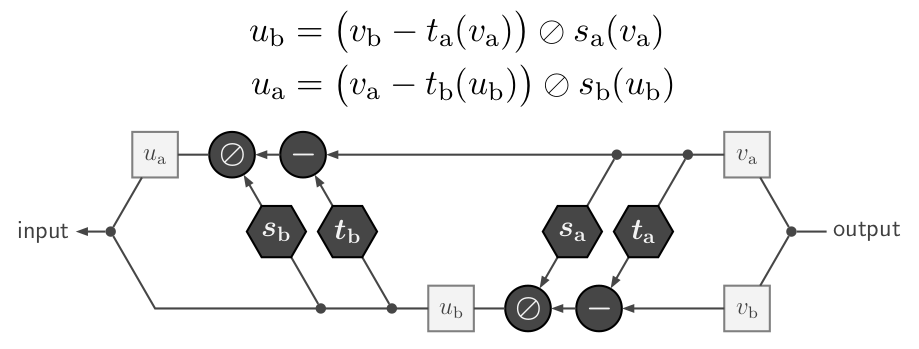 u_b = (v_b − t_a(v_a)) ⊘ s_a(v_a)
u_a = (v_a − t_b(u_b)) ⊘ s_b(u_b)
u_a ⊘ − v_a
input s_b t_b s_a t_a output
u_b ⊘ − v_b